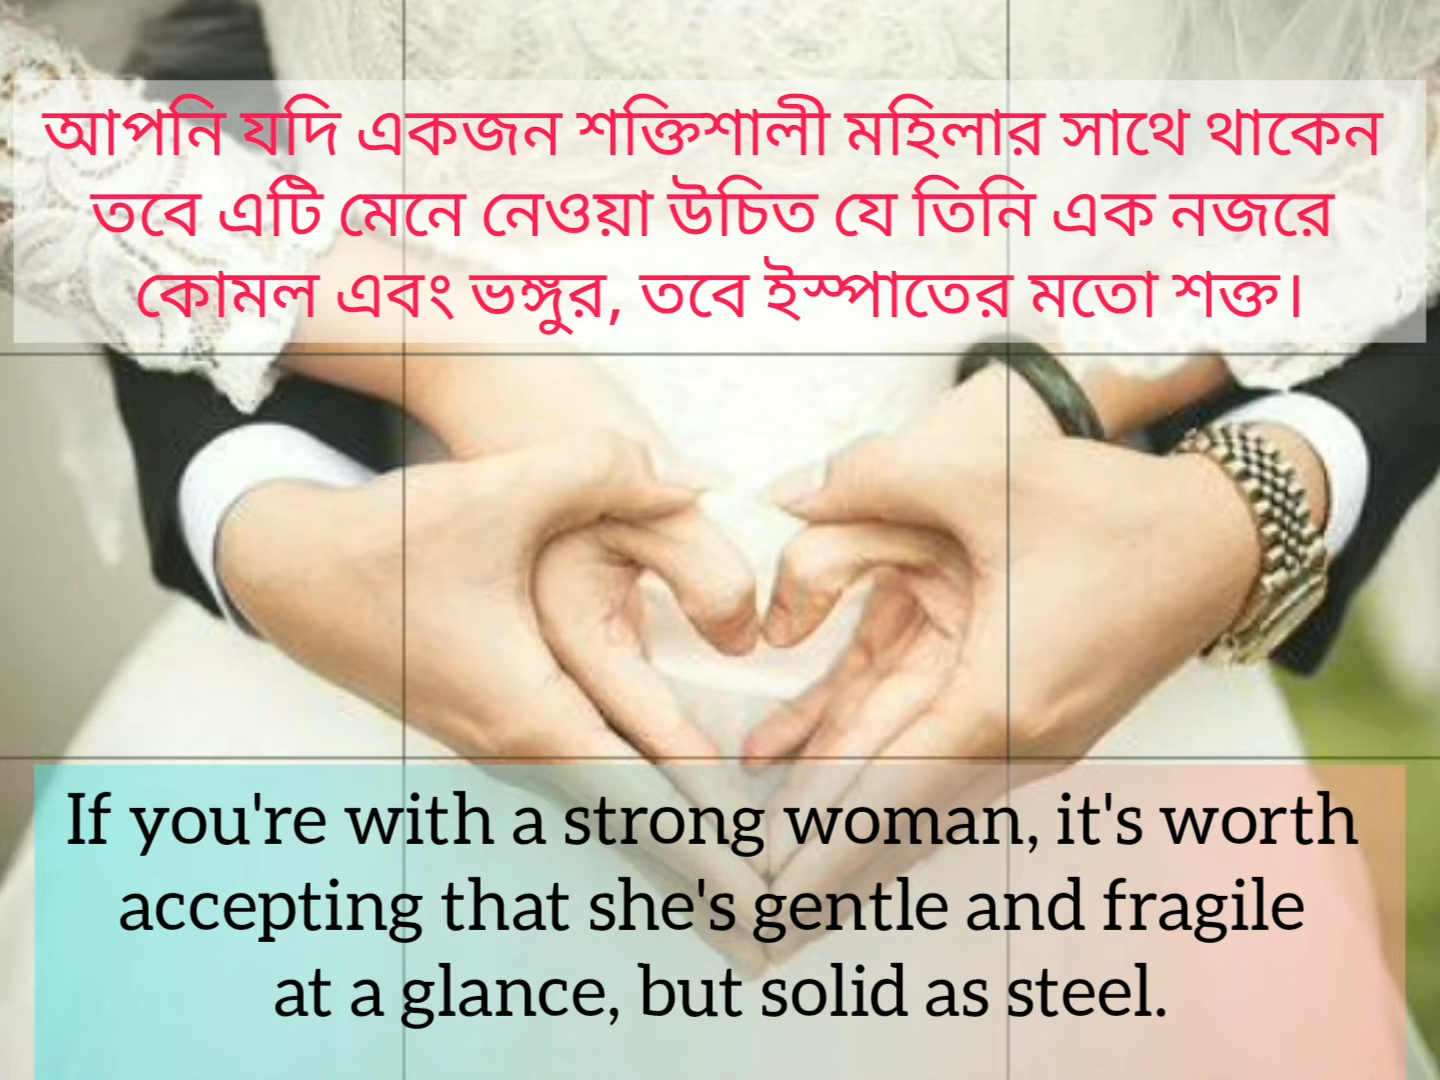 আপনি যদি একজন শক্তিশালী মহিলার সাথে থাকেন
তবে এটি মেনে নেওয়া উচিত যে তিনি এক নজরে
কোমল এবং ভঙ্গুর, তবে ইস্পাতের মতো শক্ত।
If you're with a strong woman, it's worth
accepting that she's gentle and fragile
at a glance, but solid as steel.